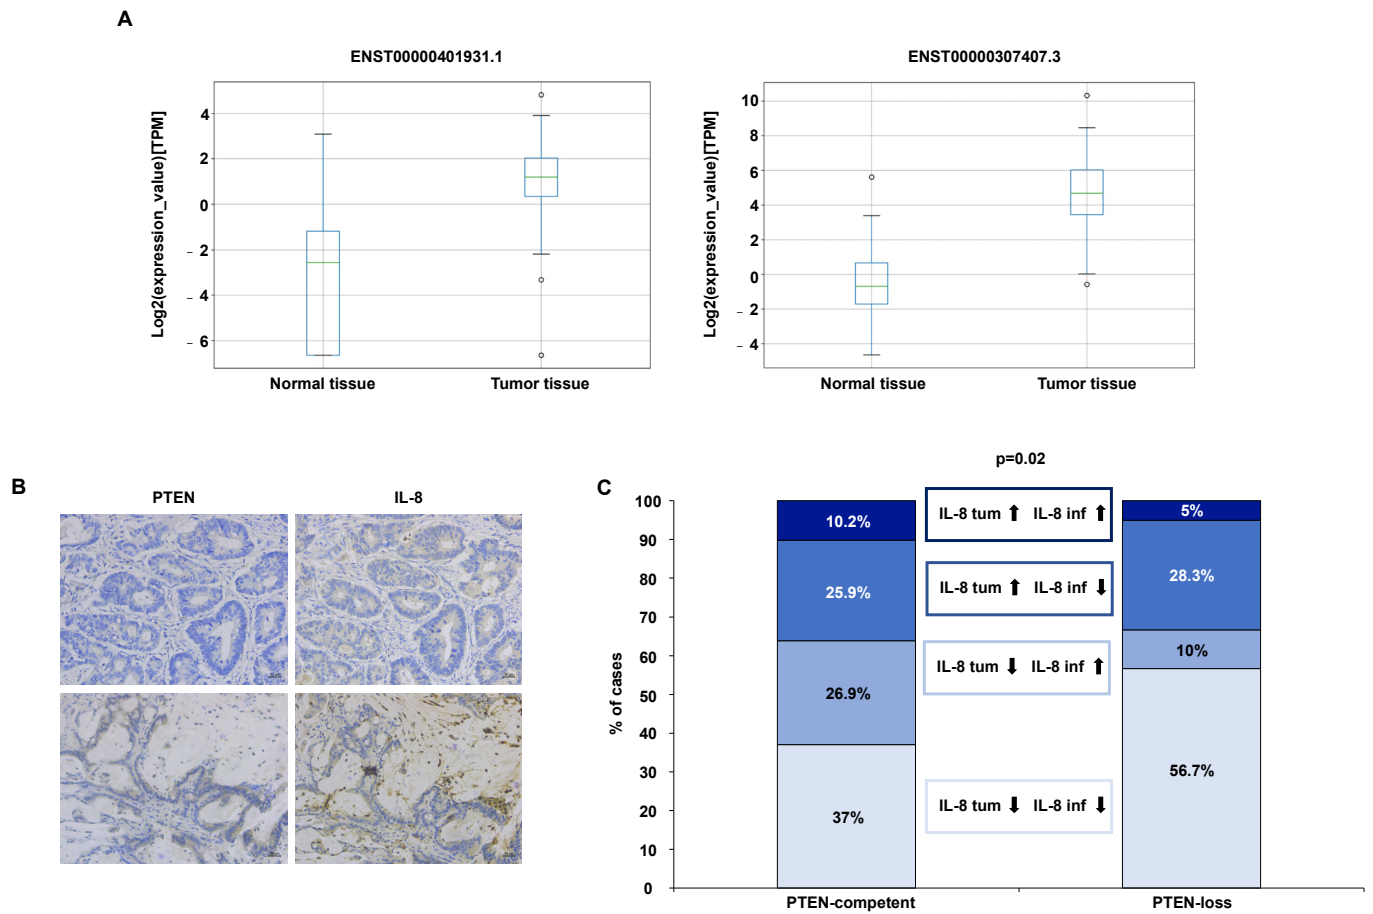 A
ENST00000401931.1
Log2(expression_value)[TPM]
4
2
0
– 2
– 4
– 6
Normal tissue
Tumor tissue
ENST00000307407.3
Log2(expression_value)[TPM]
10
8
6
4
2
0
– 2
– 4
Normal tissue
Tumor tissue
B
PTEN
IL-8
C
p=0.02
% of cases
100
90
80
70
60
50
40
30
20
10
0
10.2%
25.9%
26.9%
37%
IL-8 tum ⬆ IL-8 inf ⬆
IL-8 tum ⬆ IL-8 inf ⬇
IL-8 tum ⬇ IL-8 inf ⬆
IL-8 tum ⬇ IL-8 inf ⬇
5%
28.3%
10%
56.7%
PTEN-competent
PTEN-loss